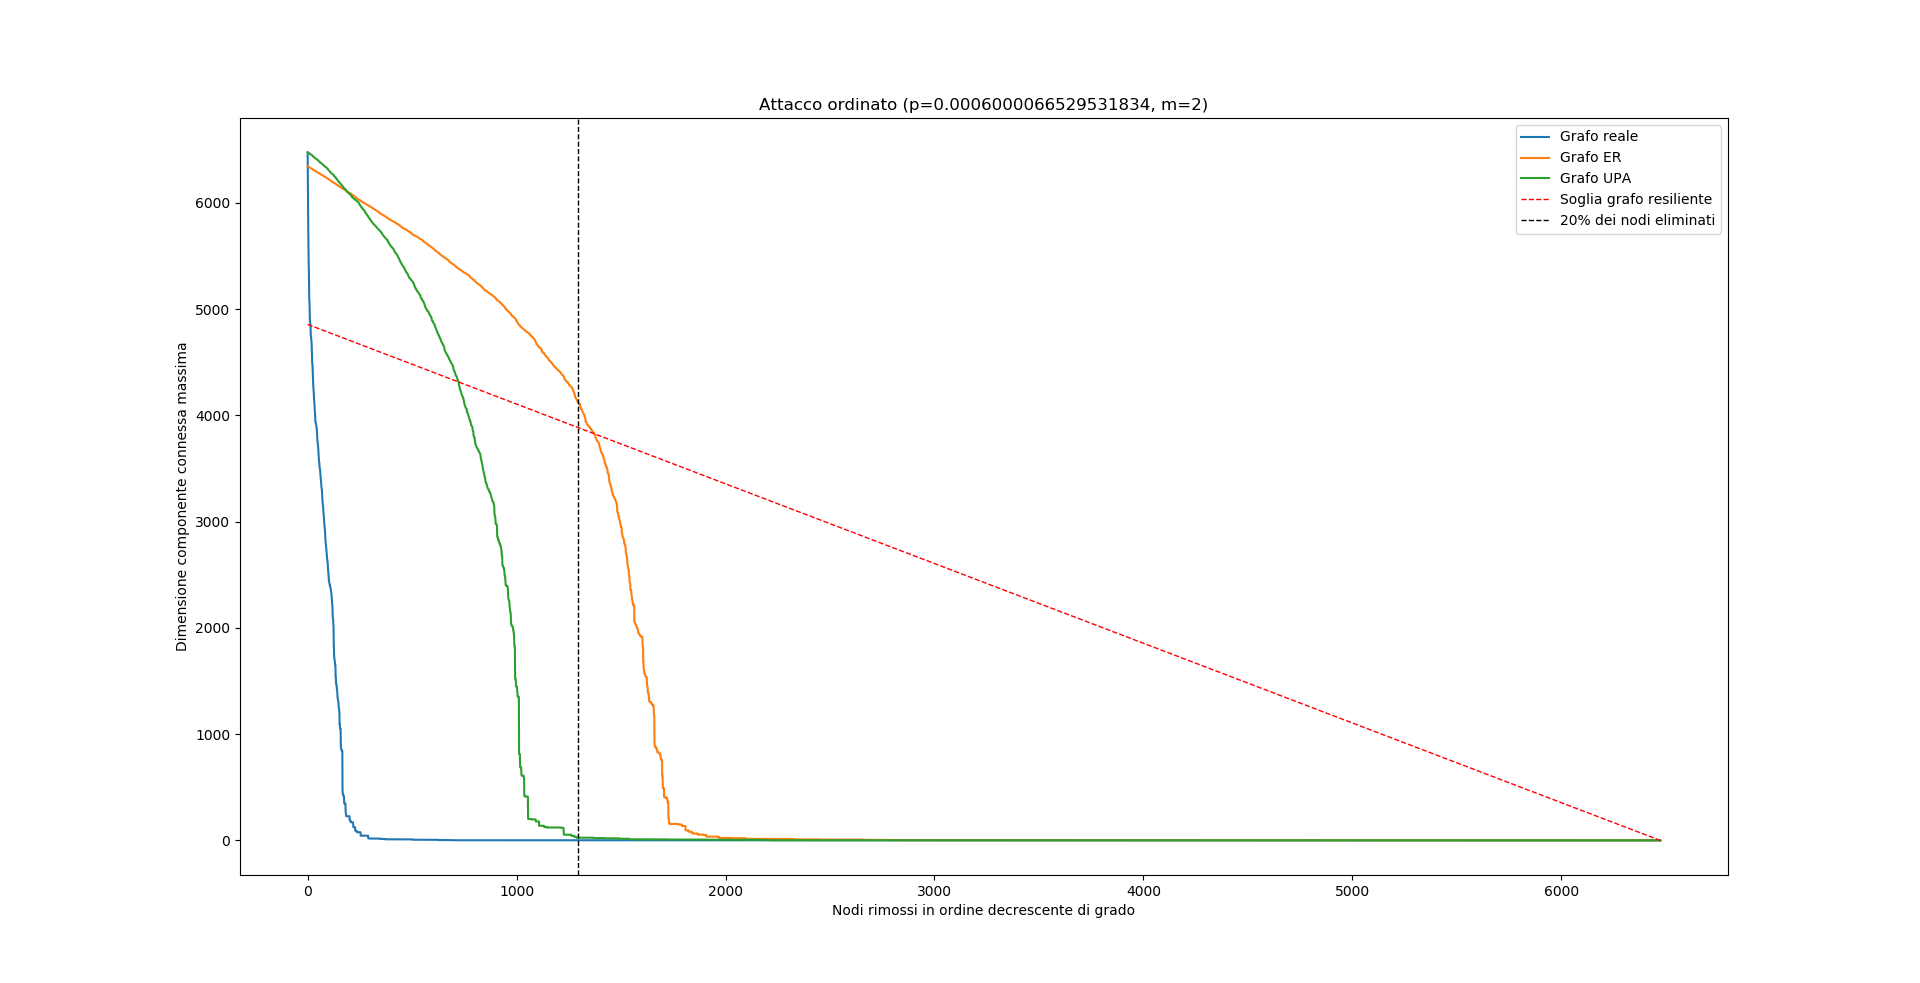 Attacco ordinato (p=0.0006000066529531834, m=2)
Grafo reale
Grafo ER
Grafo UPA
Soglia grafo resiliente
20% dei nodi eliminati
Dimensione componente connessa massima
6000
5000
4000
3000
2000
1000
0
0 1000 2000 3000 4000 5000 6000
Nodi rimossi in ordine decrescente di grado